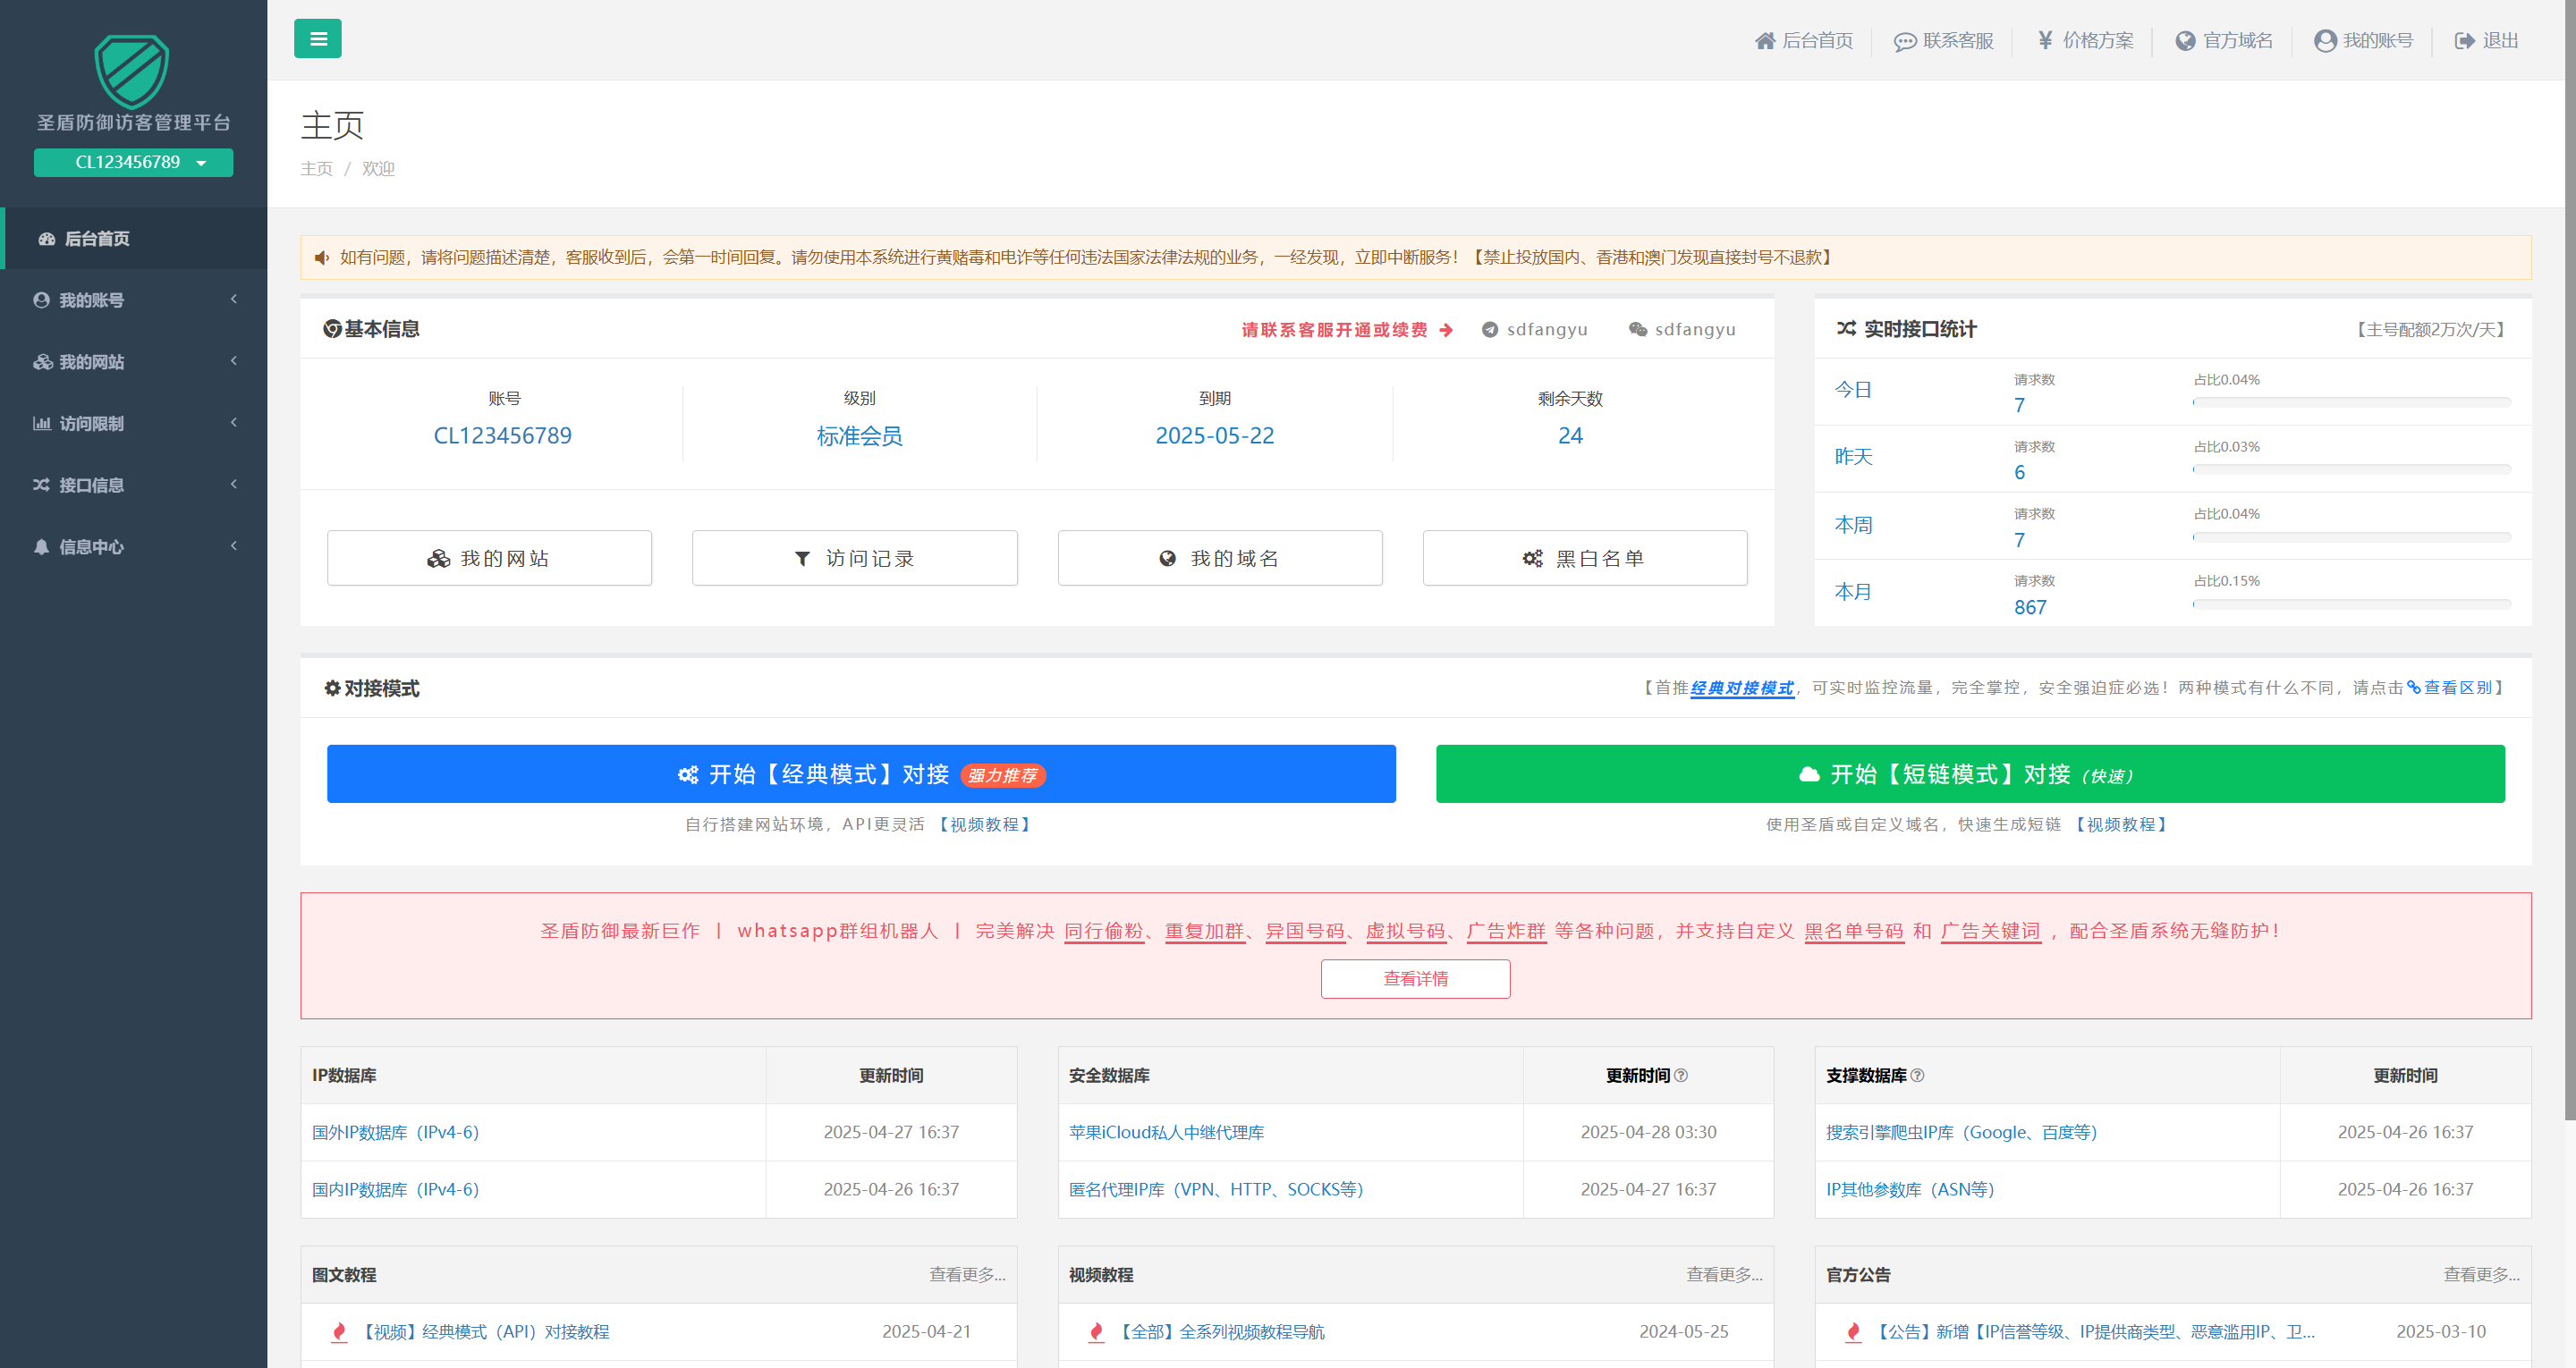 圣盾防御访客管理平台
CL123456789
后台首页
我的账号
我的网站
访问限制
接口信息
信息中心
后台首页 联系客服 ¥ 价格方案 官方域名 我的账号 退出
主页
主页 / 欢迎
如有问题，请将问题描述清楚，客服收到后，会第一时间回复。请勿使用本系统进行黄赌毒和电诈等任何违法国家法律法规的业务，一经发现，立即中断服务！【禁止投放国内、香港和澳门发现直接封号不退款】
基本信息 请联系客服开通或续费 sdfangyu sdfangyu
账号 级别 到期 剩余天数
CL123456789 标准会员 2025-05-22 24
我的网站 访问记录 我的域名 黑白名单
实时接口统计 【主号配额2万次/天】
今日 请求数 7 占比0.04%
昨天 请求数 6 占比0.03%
本周 请求数 7 占比0.04%
本月 请求数 867 占比0.15%
对接模式 【首推经典对接模式，可实时监控流量，完全掌控，安全强迫症必选！两种模式有什么不同，请点击查看区别】
开始【经典模式】对接 强力推荐 开始【短链模式】对接（快速）
自行搭建网站环境，API更灵活 【视频教程】 使用圣盾或自定义域名，快速生成短链 【视频教程】
圣盾防御最新巨作 | whatsapp群组机器人 | 完美解决 同行偷粉、重复加群、异国号码、虚拟号码、广告炸群 等各种问题，并支持自定义 黑名单号码 和 广告关键词 ，配合圣盾系统无缝防护！
查看详情
IP数据库 更新时间 安全数据库 更新时间 支撑数据库 更新时间
国外IP数据库（IPv4-6） 2025-04-27 16:37 苹果iCloud私人中继代理库 2025-04-28 03:30 搜索引擎爬虫IP库（Google、百度等） 2025-04-26 16:37
国内IP数据库（IPv4-6） 2025-04-26 16:37 匿名代理IP库（VPN、HTTP、SOCKS等） 2025-04-27 16:37 IP其他参数库（ASN等） 2025-04-26 16:37
图文教程 查看更多... 视频教程 查看更多... 官方公告 查看更多...
【视频】经典模式（API）对接教程 2025-04-21 【全部】全系列视频教程导航 2024-05-25 【公告】新增【IP信誉等级、IP提供商类型、恶意滥用IP、卫... 2025-03-10